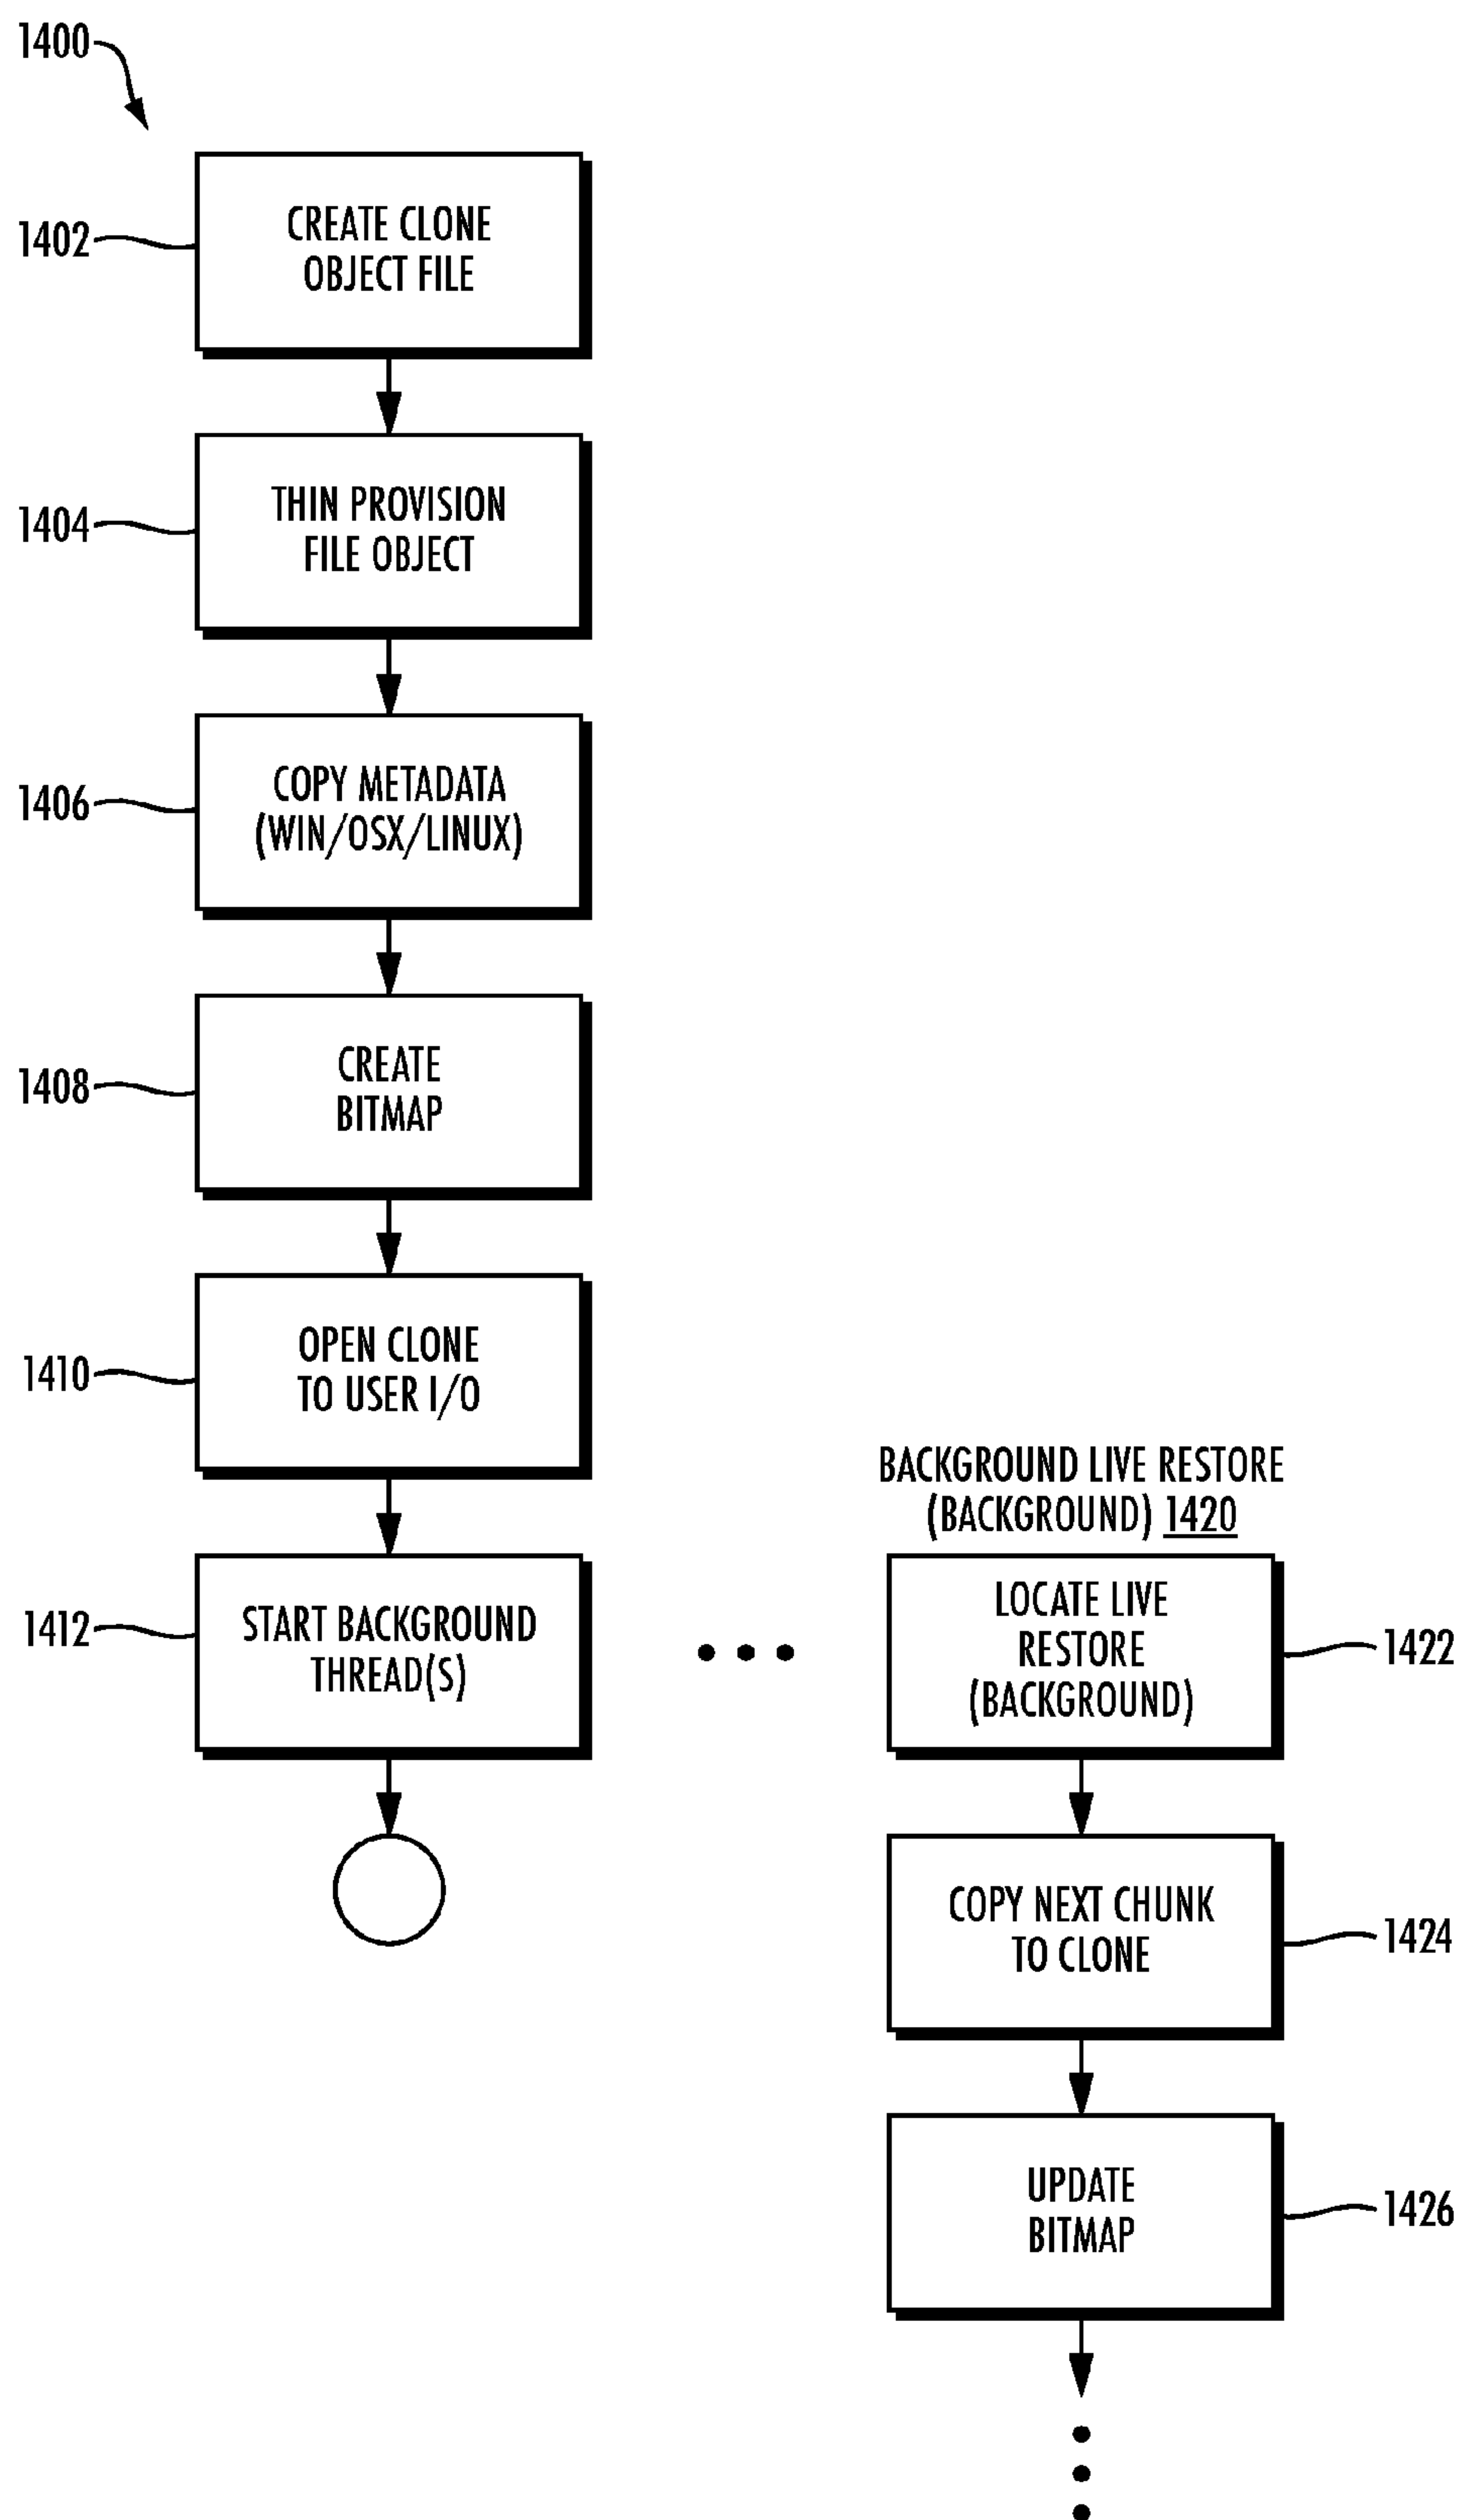 1400
1402
CREATE CLONE
OBJECT FILE
1404
THIN PROVISION
FILE OBJECT
1406
COPY METADATA
(WIN/OSX/LINUX)
1408
CREATE
BITMAP
1410
OPEN CLONE
TO USER I/O
1412
START BACKGROUND
THREAD(S)
BACKGROUND LIVE RESTORE
(BACKGROUND) 1420
LOCATE LIVE
RESTORE
(BACKGROUND)
1422
COPY NEXT CHUNK
TO CLONE
1424
UPDATE
BITMAP
1426